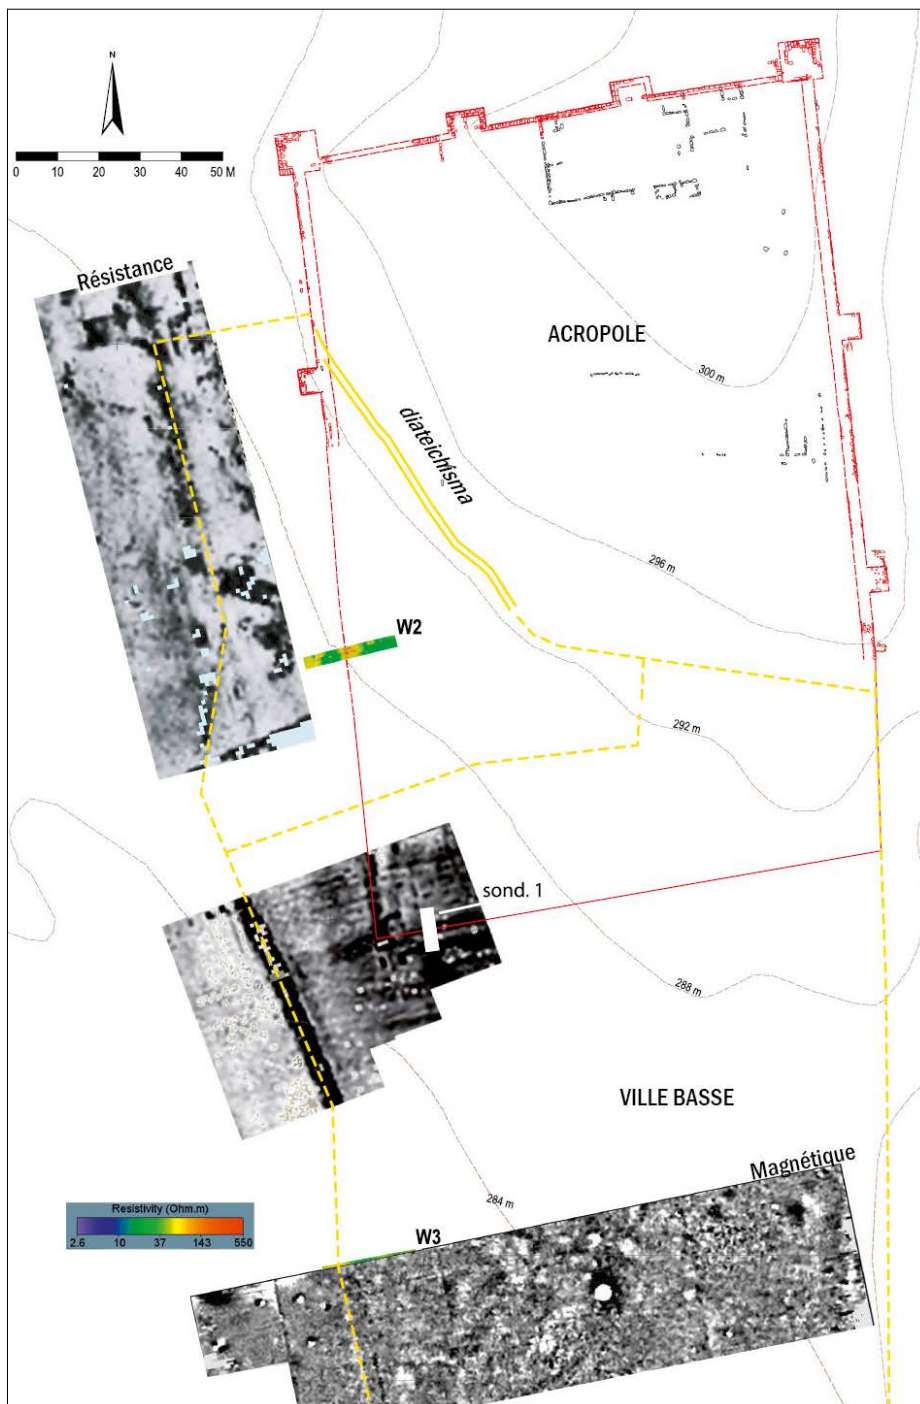 N
0 10 20 30 40 50 M
Résistance
ACROPOLE
300 m
diateichisma
296 m
W2
292 m
sond. 1
288 m
VILLE BASSE
Magnétique
284 m
Resistivity (Ohm.m)
2.6 10 37 143 550
W3